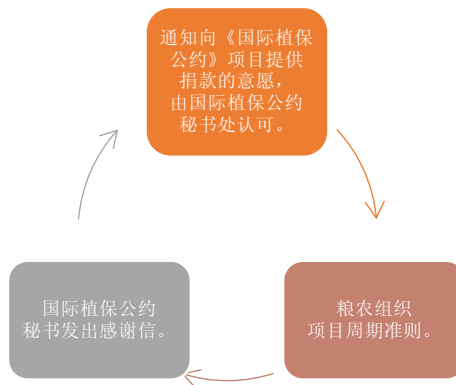 通知向《国际植保
公约》项目提供
捐款的意愿，
由国际植保公约
秘书处认可。
粮农组织
项目周期准则。
国际植保公约
秘书发出感谢信。